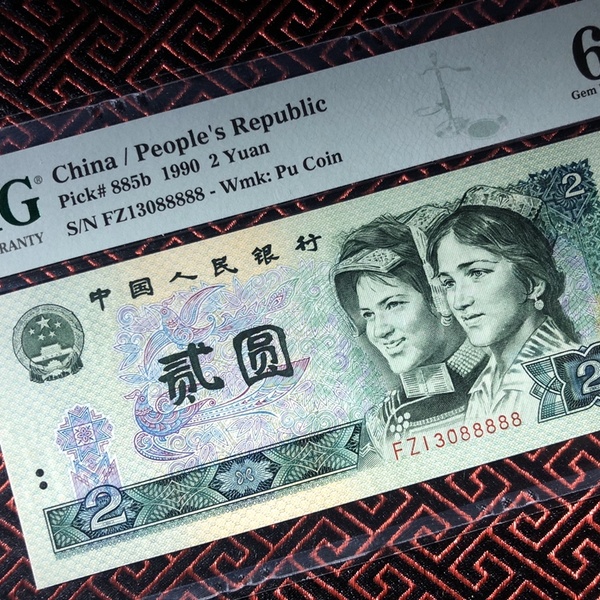 6
Gem
China / People's Republic
Pick# 885b 1990 2 Yuan
S/N FZ13088888 - Wmk: Pu Coin
G®
中国人民银行
贰圆
2
2
2
FZ13088888